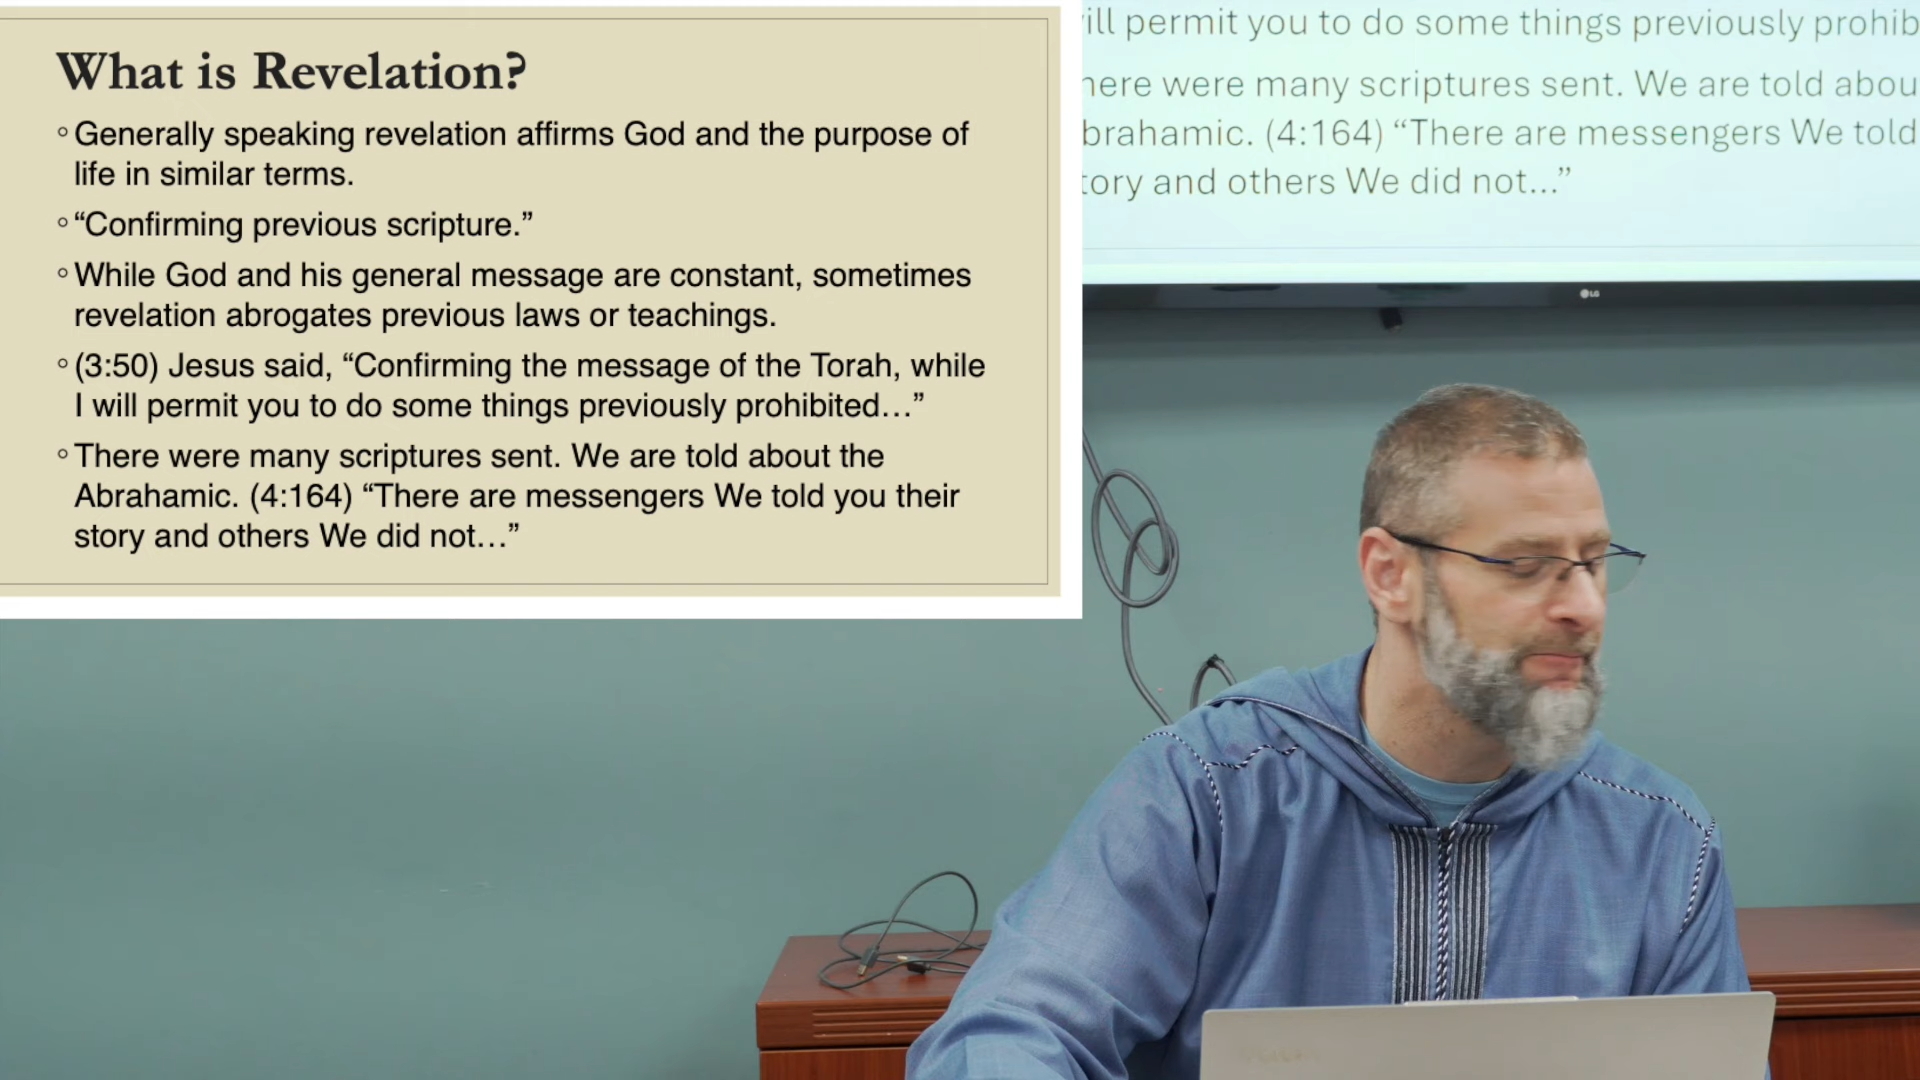 What is Revelation?
◦ Generally speaking revelation affirms God and the purpose of
life in similar terms.
◦ “Confirming previous scripture.”
◦ While God and his general message are constant, sometimes
revelation abrogates previous laws or teachings.
◦ (3:50) Jesus said, “Confirming the message of the Torah, while
I will permit you to do some things previously prohibited…”
◦ There were many scriptures sent. We are told about the
Abrahamic. (4:164) “There are messengers We told you their
story and others We did not…”
ill permit you to do some things previously prohib
here were many scriptures sent. We are told abou
brahamic. (4:164) “There are messengers We told
tory and others We did not…”
LG